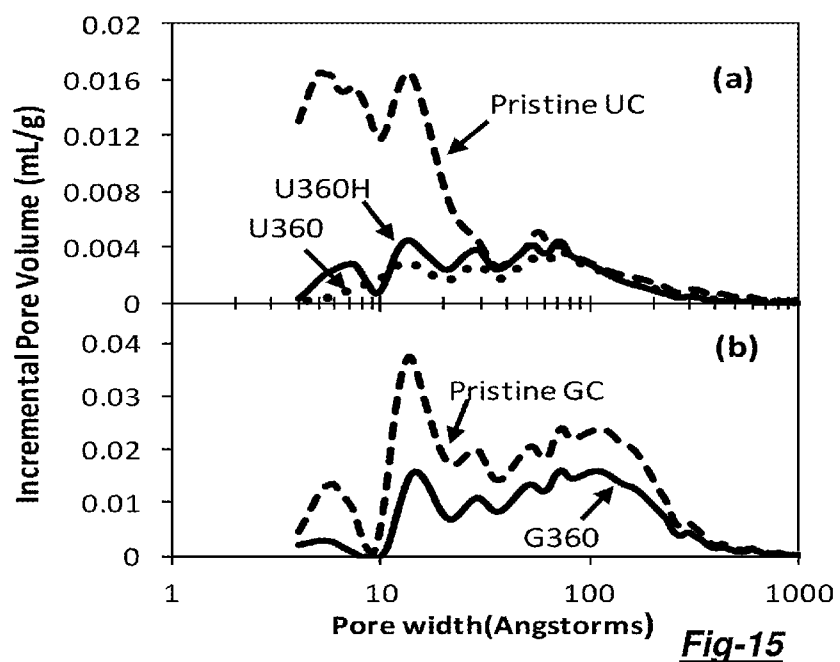 Incremental Pore Volume (mL/g)
0.02
0.016
0.012
0.008
0.004
0
(a)
Pristine UC
U360H
U360
0.04
0.03
0.02
0.01
0
(b)
Pristine GC
G360
1
10
100
1000
Pore width(Angstorms)
Fig-15